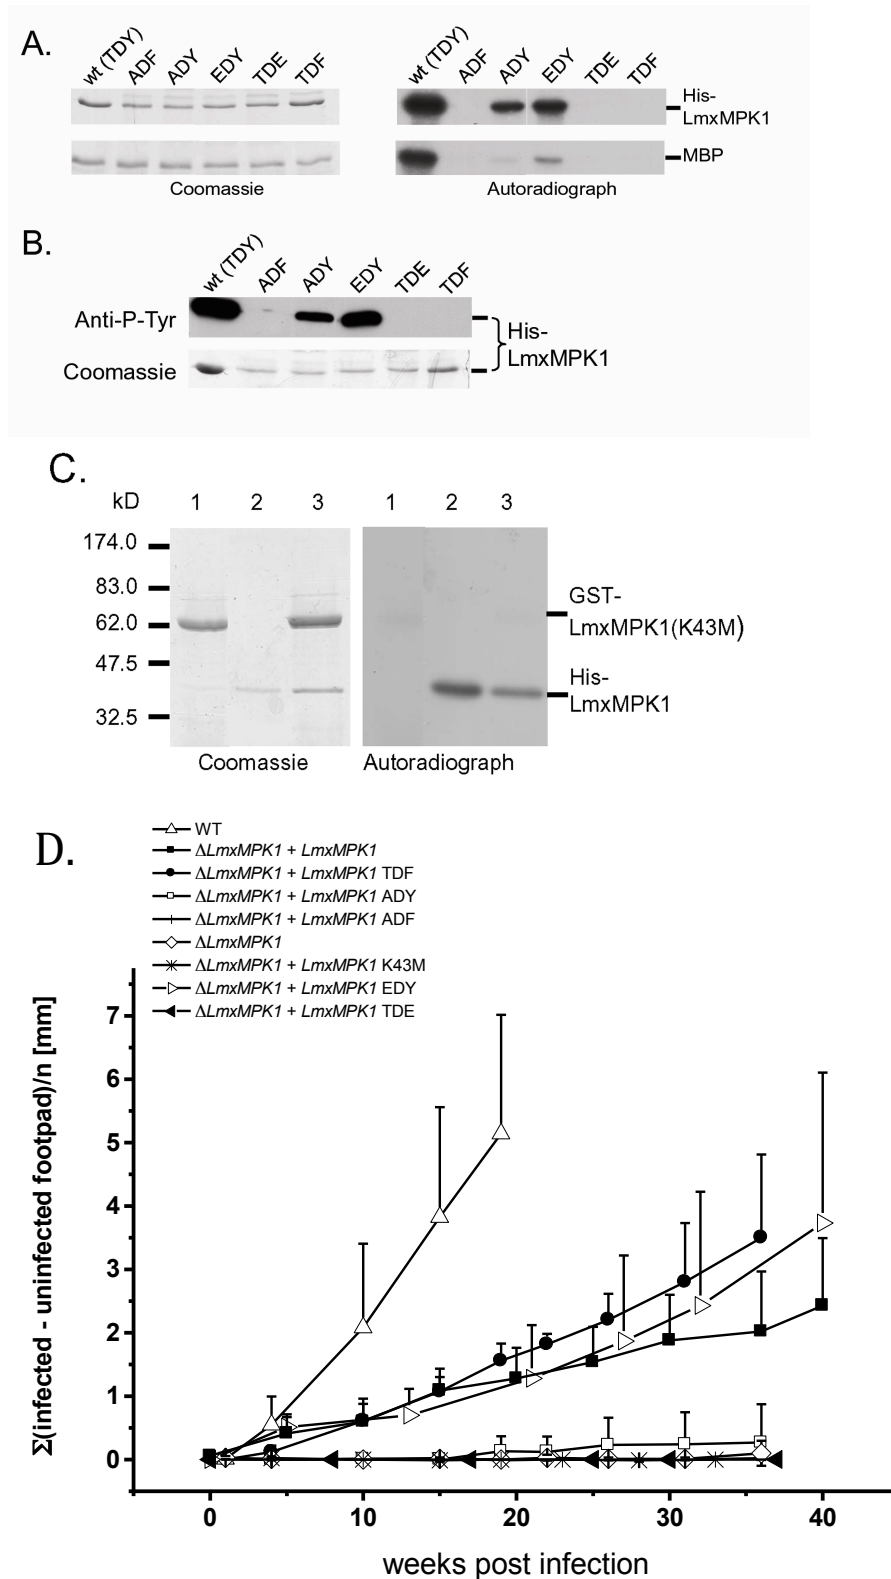 A.
wt (TDY) ADF ADY EDY TDE TDF
wt (TDY) ADF ADY EDY TDE TDF
His-
LmxMPK1
MBP
Coomassie
Autoradiograph
B.
wt (TDY) ADF ADY EDY TDE TDF
Anti-P-Tyr
His-
LmxMPK1
Coomassie
C.
kD 1 2 3 1 2 3
174.0
83.0
62.0
47.5
32.5
GST-
LmxMPK1(K43M)
His-
LmxMPK1
Coomassie
Autoradiograph
D.
WT
ΔLmxMPK1 + LmxMPK1
ΔLmxMPK1 + LmxMPK1 TDF
ΔLmxMPK1 + LmxMPK1 ADY
ΔLmxMPK1 + LmxMPK1 ADF
ΔLmxMPK1
ΔLmxMPK1 + LmxMPK1 K43M
ΔLmxMPK1 + LmxMPK1 EDY
ΔLmxMPK1 + LmxMPK1 TDE
Σ(infected - uninfected footpad)/n [mm]
7
6
5
4
3
2
1
0
0 10 20 30 40
weeks post infection